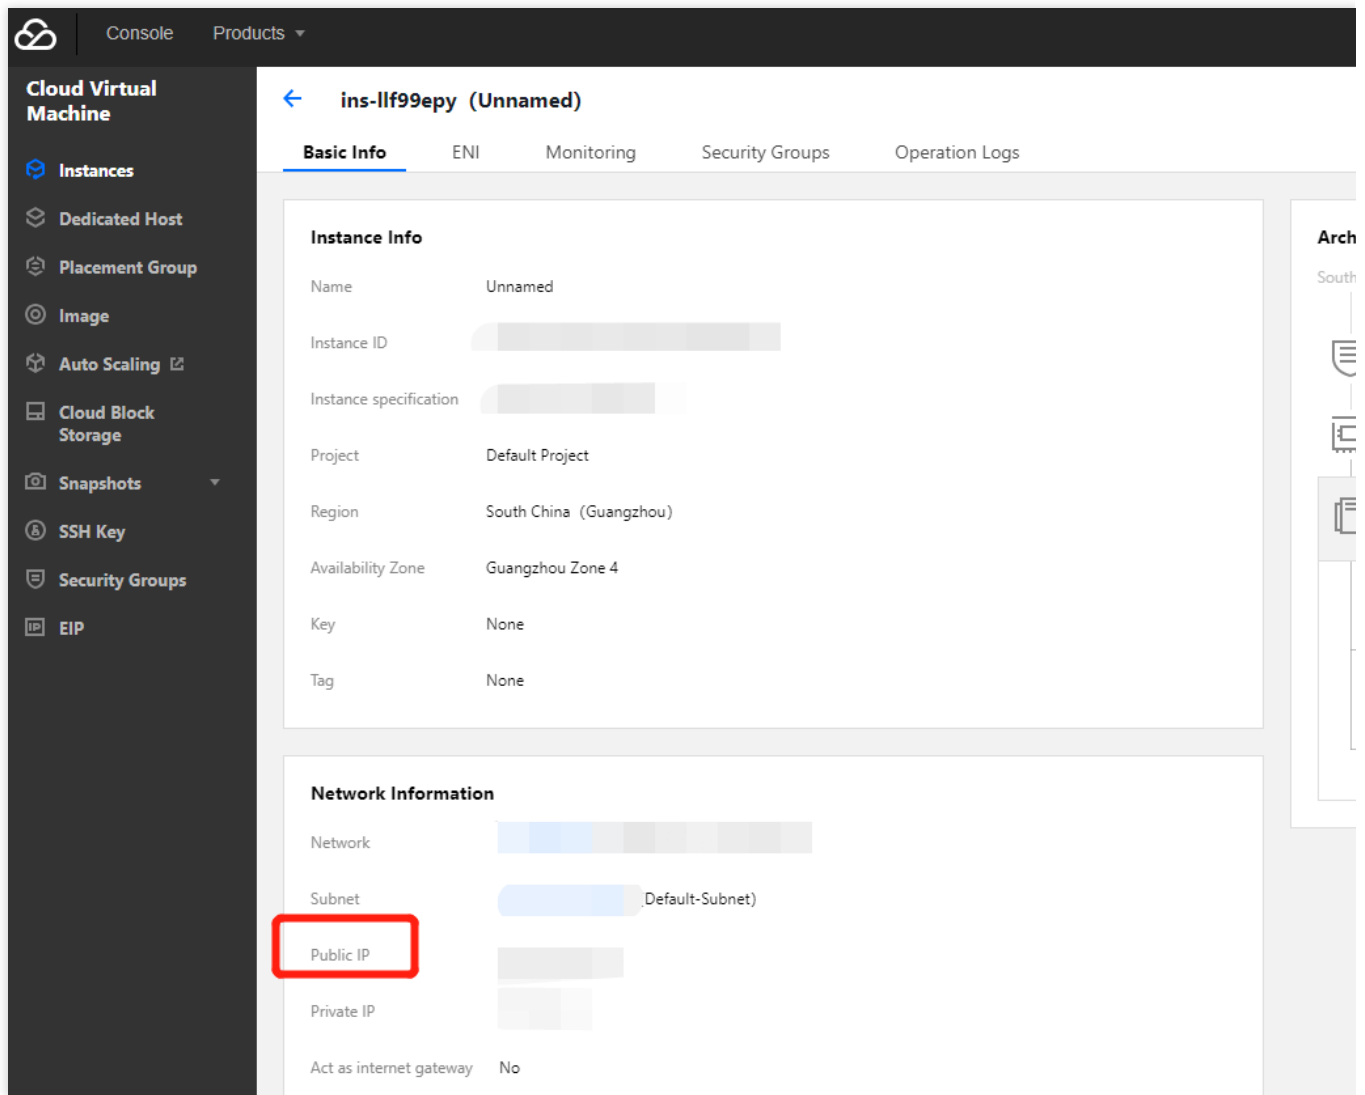 Console Products
Cloud Virtual
Machine
Instances
Dedicated Host
Placement Group
Image
Auto Scaling
Cloud Block
Storage
Snapshots
SSH Key
Security Groups
EIP
ins-llf99epy (Unnamed)
Basic Info ENI Monitoring Security Groups Operation Logs
Instance Info
Name Unnamed
Instance ID
Instance specification
Project Default Project
Region South China (Guangzhou)
Availability Zone Guangzhou Zone 4
Key None
Tag None
Network Information
Network
Subnet Default-Subnet)
Public IP
Private IP
Act as internet gateway No
Arch
South